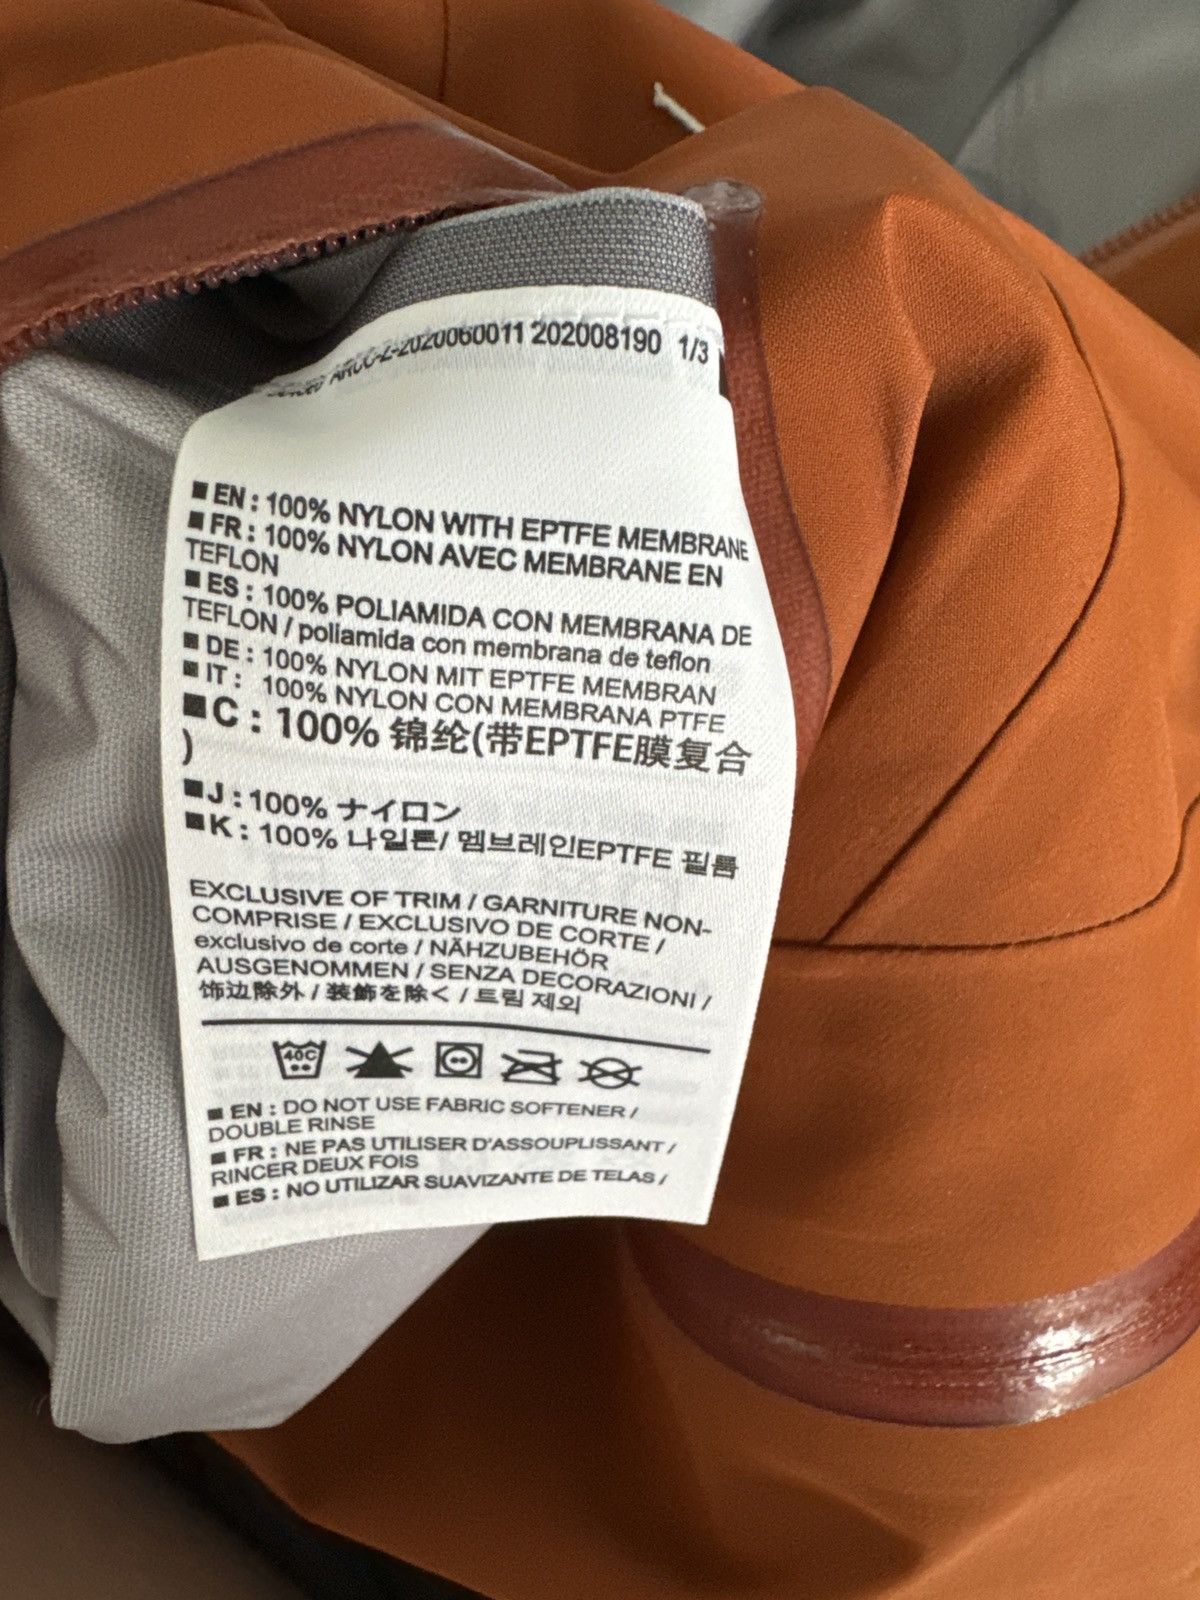 ARCC-Z-2020060011 202008190 1/3
■ EN : 100% NYLON WITH EPTFE MEMBRANE
■ FR : 100% NYLON AVEC MEMBRANE EN
TEFLON
■ ES : 100% POLIAMIDA CON MEMBRANA DE
TEFLON / poliamida con membrana de teflon
■ DE : 100% NYLON MIT EPTFE MEMBRAN
■ IT : 100% NYLON CON MEMBRANA PTFE
■ C : 100% 锦纶(带EPTFE膜复合
)
■ J : 100% ナイロン
■ K : 100% 나일론/ 멤브레인EPTFE 필름
EXCLUSIVE OF TRIM / GARNITURE NON-
COMPRISE / EXCLUSIVO DE CORTE /
exclusivo de corte / NÄHZUBEHÖR
AUSGENOMMEN / SENZA DECORAZIONI /
饰边除外 / 装飾を除く / 트림 제외
40C
■ EN : DO NOT USE FABRIC SOFTENER /
DOUBLE RINSE
■ FR : NE PAS UTILISER D'ASSOUPLISSANT /
RINCER DEUX FOIS
■ ES : NO UTILIZAR SUAVIZANTE DE TELAS /